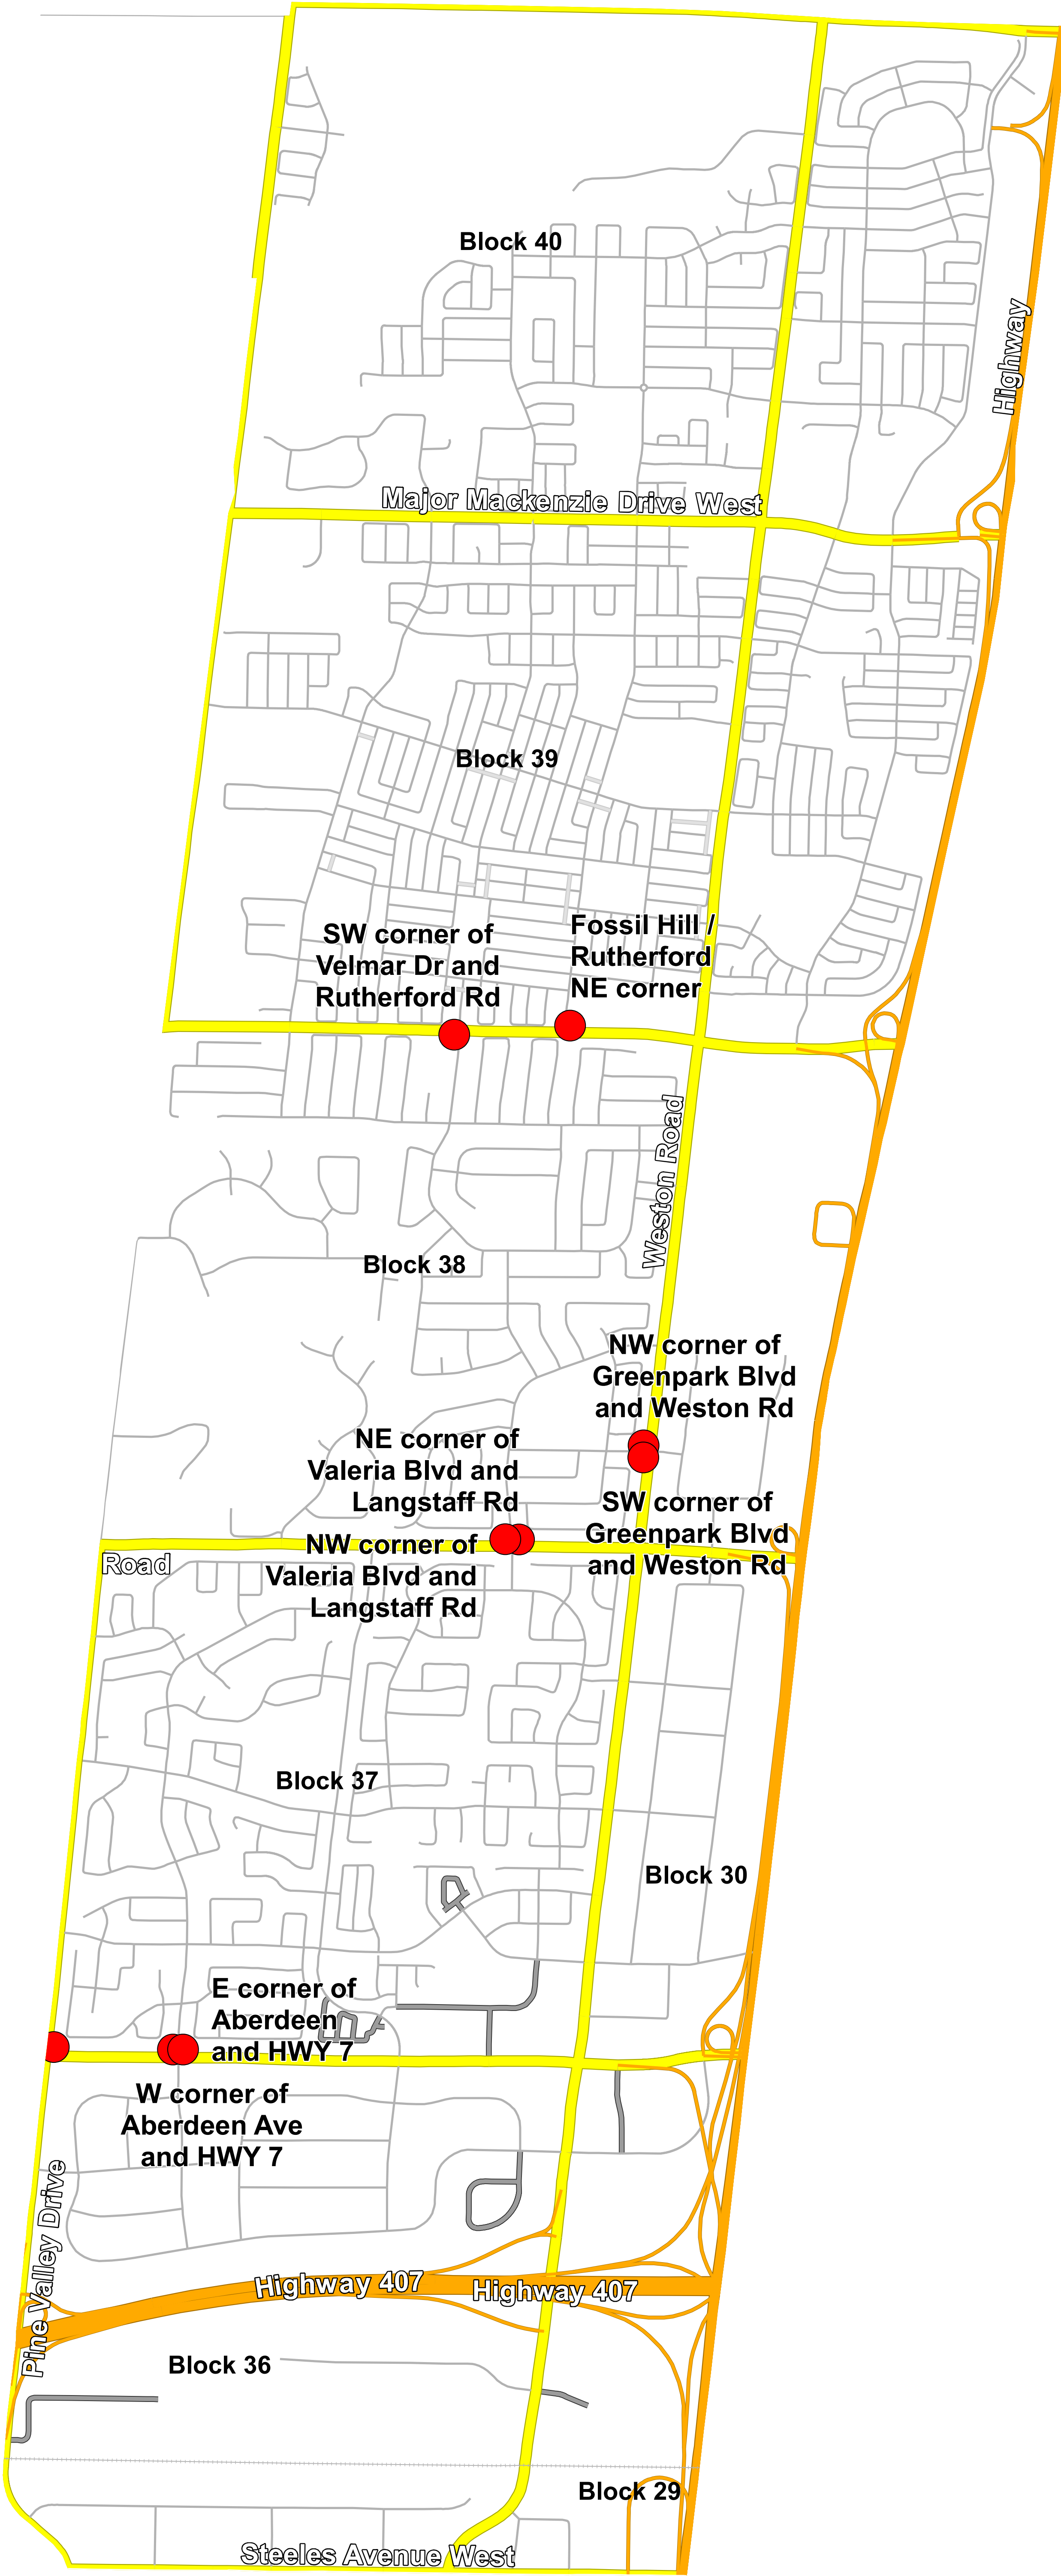 Block 40
Highway
Major Mackenzie Drive West
Block 39
SW corner of
Velmar Dr and
Rutherford Rd
Fossil Hill /
Rutherford
NE corner
Weston Road
Block 38
NW corner of
Greenpark Blvd
and Weston Rd
NE corner of
Valeria Blvd and
Langstaff Rd
SW corner of
Greenpark Blvd
and Weston Rd
NW corner of
Valeria Blvd and
Langstaff Rd
Road
Block 37
Block 30
E corner of
Aberdeen
and HWY 7
W corner of
Aberdeen Ave
and HWY 7
Pine Valley Drive
Highway 407
Highway 407
Block 36
Block 29
Steeles Avenue West